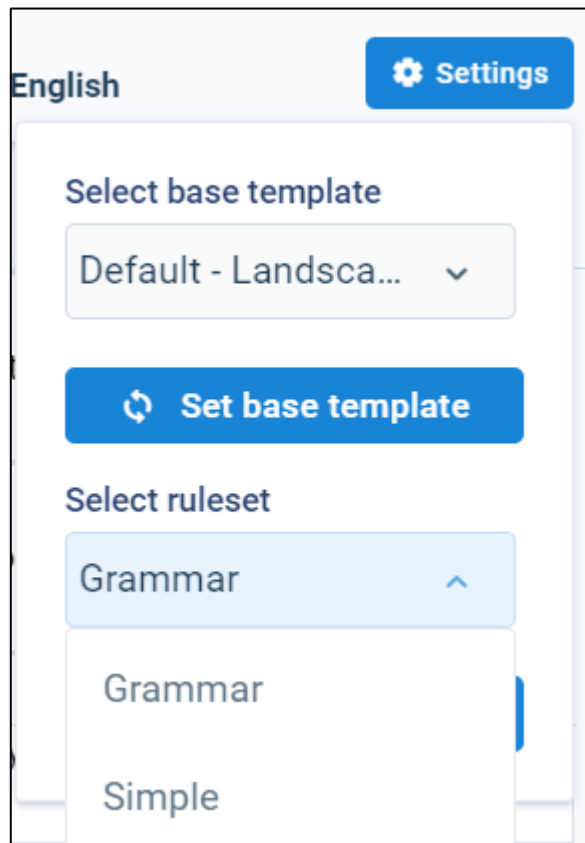 English
Settings
Select base template
Default - Landsca...
Set base template
Select ruleset
Grammar
Grammar
Simple